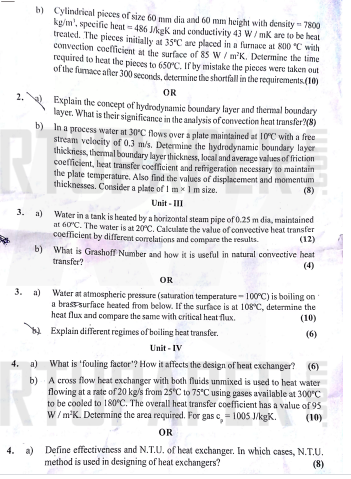 b) Cylindrical pieces of size 60 mm dia and 60 mm height with density = 7800
kg/m³, specific heat = 486 J/kgK and conductivity 43 W / mK are to be heat
treated. The pieces initially at 35°C are placed in a furnace at 800 °C with
convection coefficient at the surface of 85 W / m²K. Determine the time
required to heat the pieces to 650°C. If by mistake the pieces were taken out
of the furnace after 300 seconds, determine the shortfall in the requirements.(10)
OR
2. a) Explain the concept of hydrodynamic boundary layer and thermal boundary
layer. What is their significance in the analysis of convection heat transfer?(8)
b) In a process water at 30°C flows over a plate maintained at 10°C with a free
stream velocity of 0.3 m/s. Determine the hydrodynamic boundary layer
thickness, thermal boundary layer thickness, local and average values of friction
coefficient, heat transfer coefficient and refrigeration necessary to maintain
the plate temperature. Also find the values of displacement and momentum
thicknesses. Consider a plate of 1 m × 1 m size. (8)
Unit - III
3. a) Water in a tank is heated by a horizontal steam pipe of 0.25 m dia, maintained
at 60°C. The water is at 20°C. Calculate the value of convective heat transfer
coefficient by different correlations and compare the results. (12)
b) What is Grashoff Number and how it is useful in natural convective heat
transfer? (4)
OR
3. a) Water at atmospheric pressure (saturation temperature = 100°C) is boiling on
a brass surface heated from below. If the surface is at 108°C, determine the
heat flux and compare the same with critical heat flux. (10)
b) Explain different regimes of boiling heat transfer. (6)
Unit - IV
4. a) What is 'fouling factor'? How it affects the design of heat exchanger? (6)
b) A cross flow heat exchanger with both fluids unmixed is used to heat water
flowing at a rate of 20 kg/s from 25°C to 75°C using gases available at 300°C
to be cooled to 180°C. The overall heat transfer coefficient has a value of 95
W / m²K. Determine the area required. For gas cp = 1005 J/kgK. (10)
OR
4. a) Define effectiveness and N.T.U. of heat exchanger. In which cases, N.T.U.
method is used in designing of heat exchangers? (8)